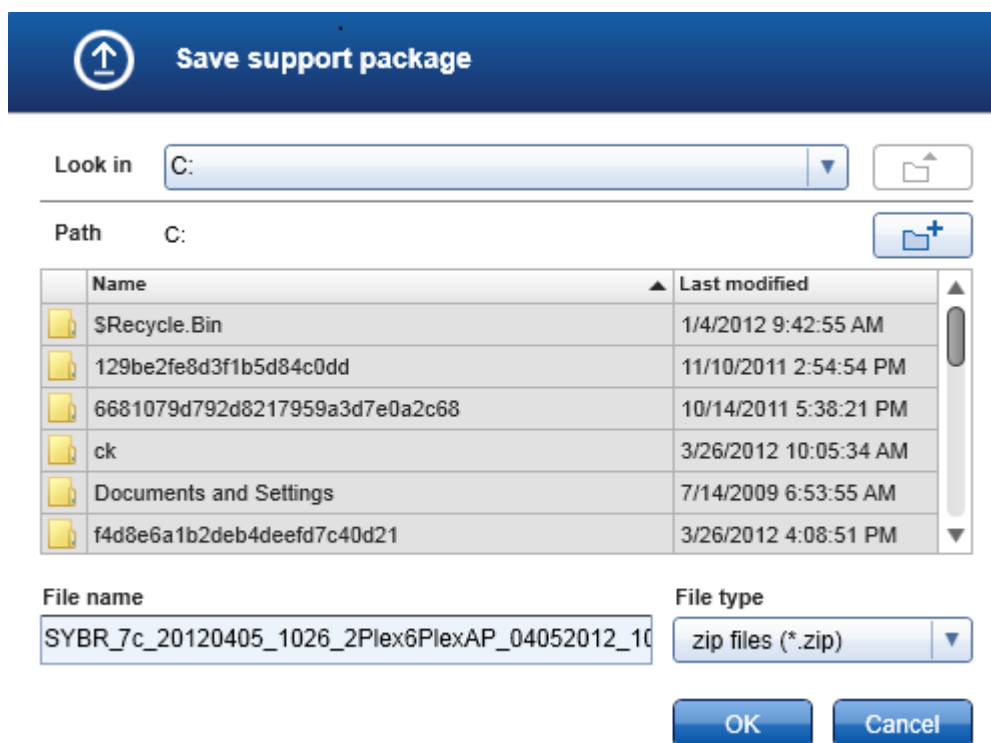 Save support package
Look in C:
Path C:
Name Last modified
$Recycle.Bin 1/4/2012 9:42:55 AM
129be2fe8d3f1b5d84c0dd 11/10/2011 2:54:54 PM
6681079d792d8217959a3d7e0a2c68 10/14/2011 5:38:21 PM
ck 3/26/2012 10:05:34 AM
Documents and Settings 7/14/2009 6:53:55 AM
f4d8e6a1b2deb4deefd7c40d21 3/26/2012 4:08:51 PM
File name File type
SYBR_7c_20120405_1026_2Plex6PlexAP_04052012_10 zip files (*.zip)
OK Cancel